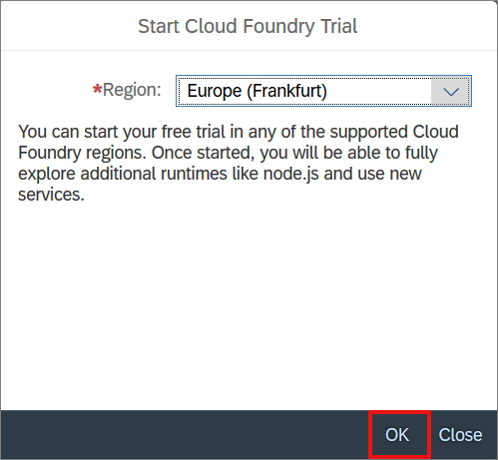 Start Cloud Foundry Trial
*Region: Europe (Frankfurt)
You can start your free trial in any of the supported Cloud
Foundry regions. Once started, you will be able to fully
explore additional runtimes like node.js and use new
services.
OK Close